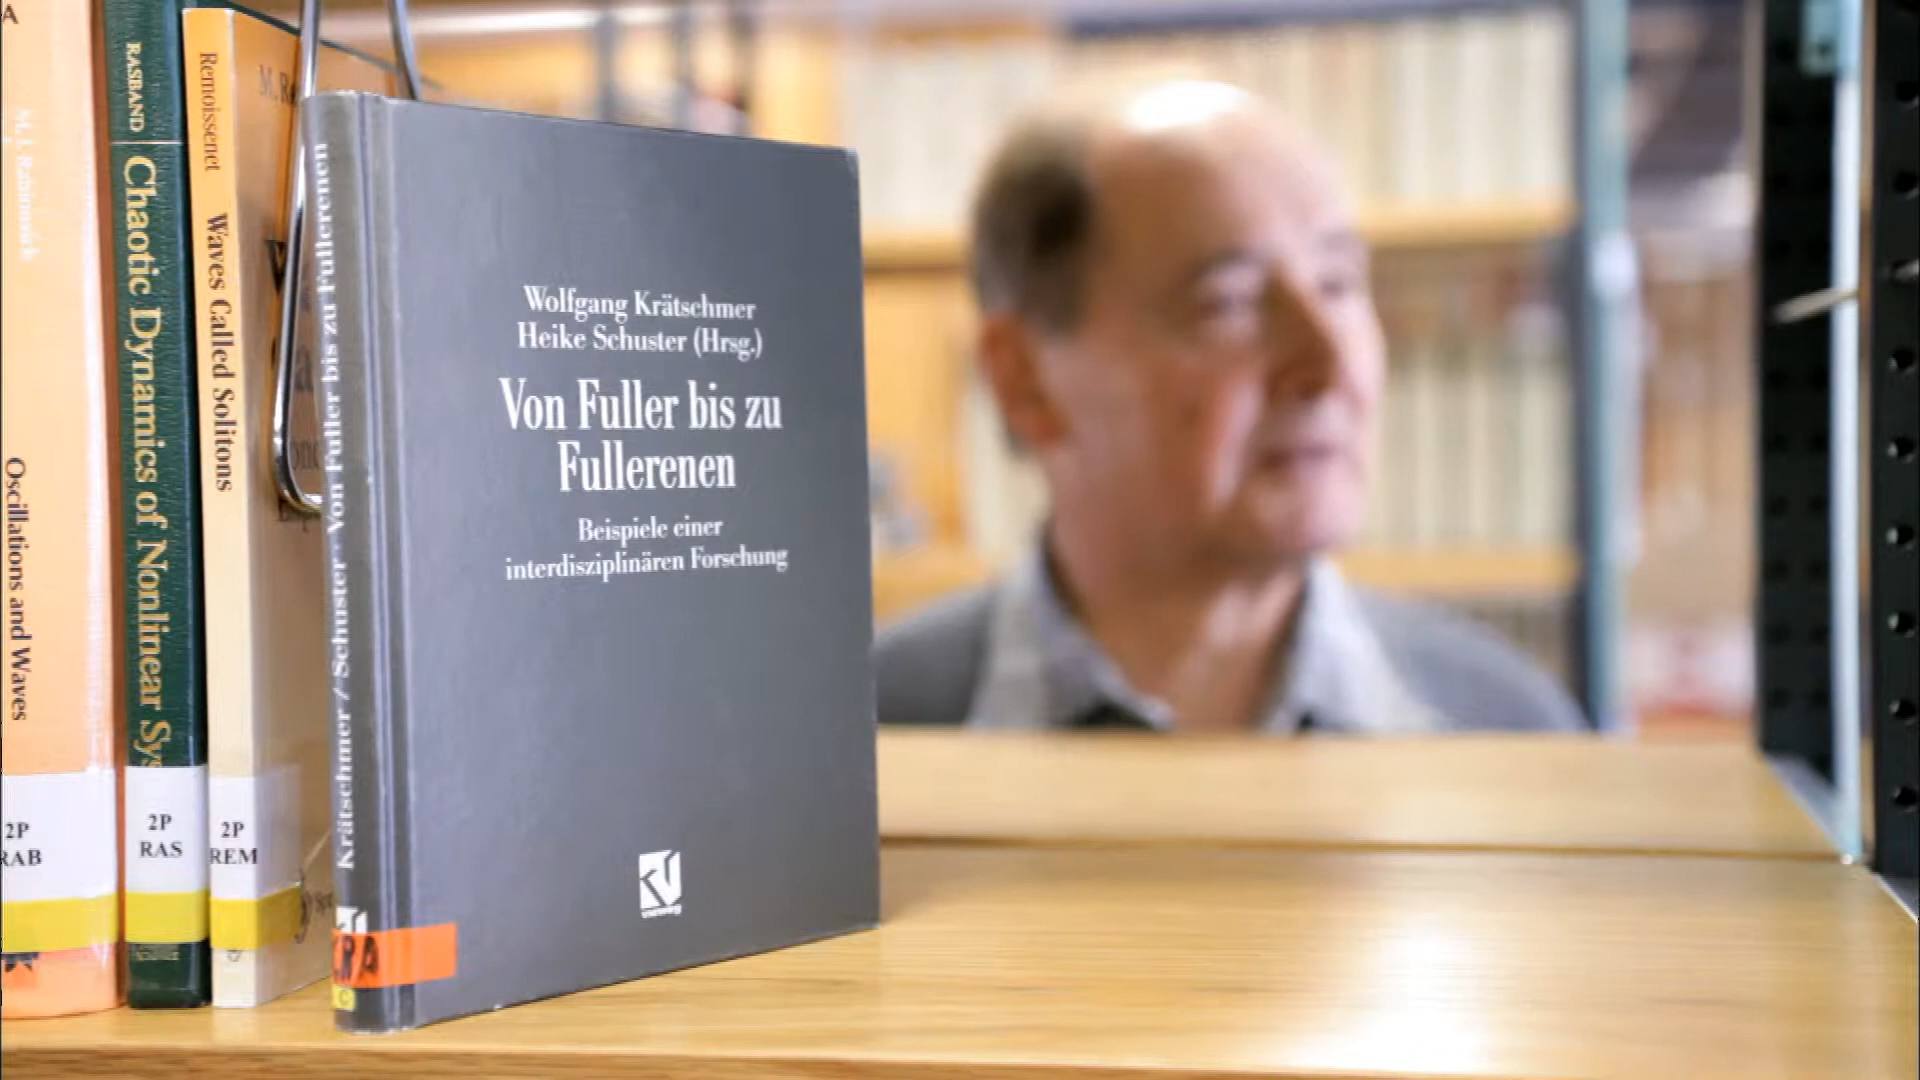 A
M. I. Rabinovich
Oscillations and Waves
2P
RAB
RASBAND
Chaotic Dynamics of Nonlinear Sys
2P
RAS
Remoissenet
Waves Called Solitons
2P
REM
M. R
Krätschmer / Schuster · Von Fuller bis zu Fullerenen
KRA
C
Wolfgang Krätschmer
Heike Schuster (Hrsg.)
Von Fuller bis zu
Fullerenen
Beispiele einer
interdisziplinären Forschung
vieweg